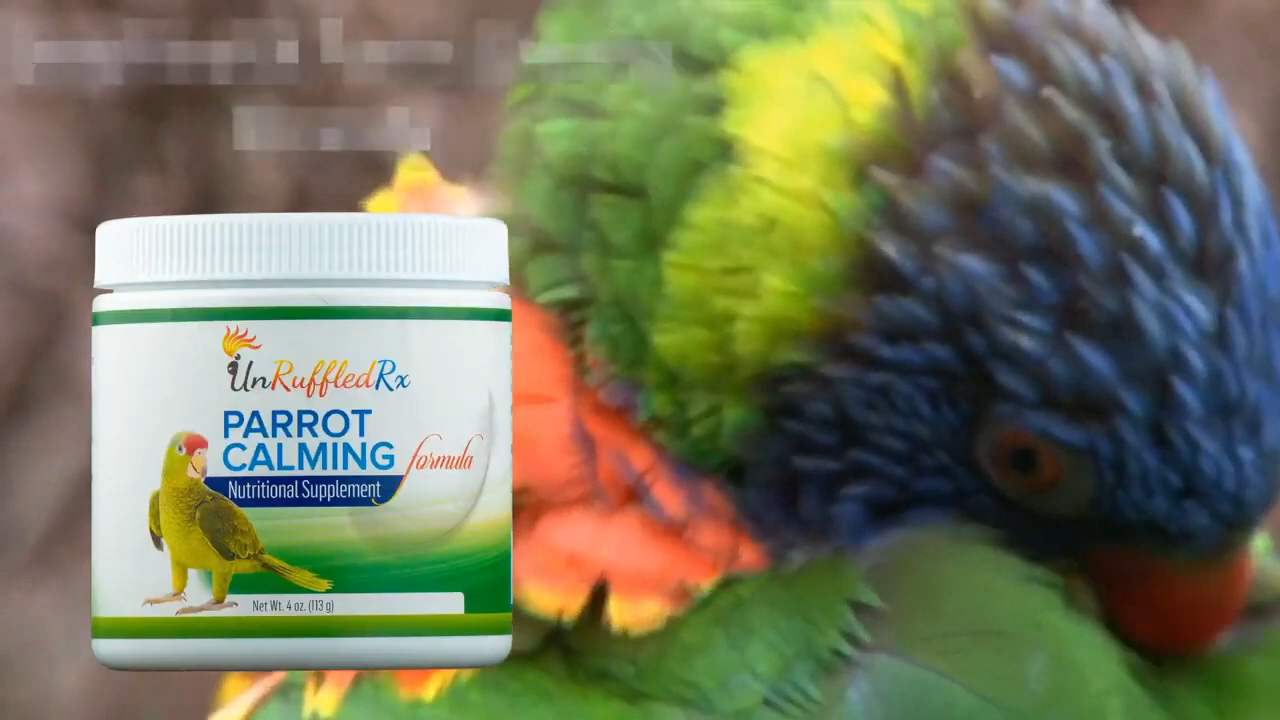 UnRuffledRx
PARROT
CALMING formula
Nutritional Supplement
Net Wt. 4 oz. (113 g)